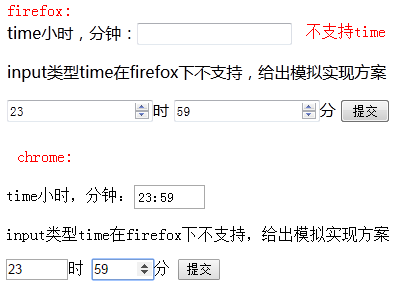 firefox:
time小时，分钟： 不支持time
input类型time在firefox下不支持，给出模拟实现方案
23 时 59 分 提交
chrome:
time小时，分钟： 23:59
input类型time在firefox下不支持，给出模拟实现方案
23 时 59 分 提交